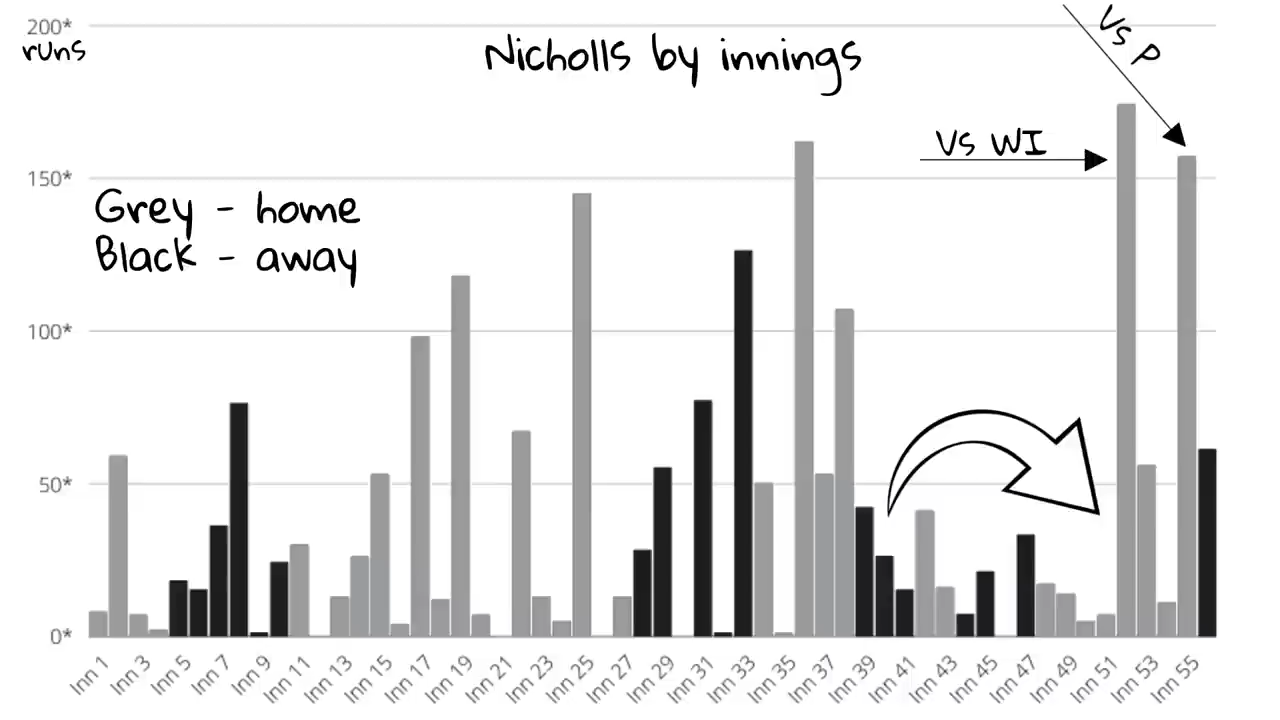 200*
runs
Nicholls by innings
Vs P
Vs WI
150*
Grey - home
Black - away
100*
50*
0*
Inn 1
Inn 3
Inn 5
Inn 7
Inn 9
Inn 11
Inn 13
Inn 15
Inn 17
Inn 19
Inn 21
Inn 23
Inn 25
Inn 27
Inn 29
Inn 31
Inn 33
Inn 35
Inn 37
Inn 39
Inn 41
Inn 43
Inn 45
Inn 47
Inn 49
Inn 51
Inn 53
Inn 55